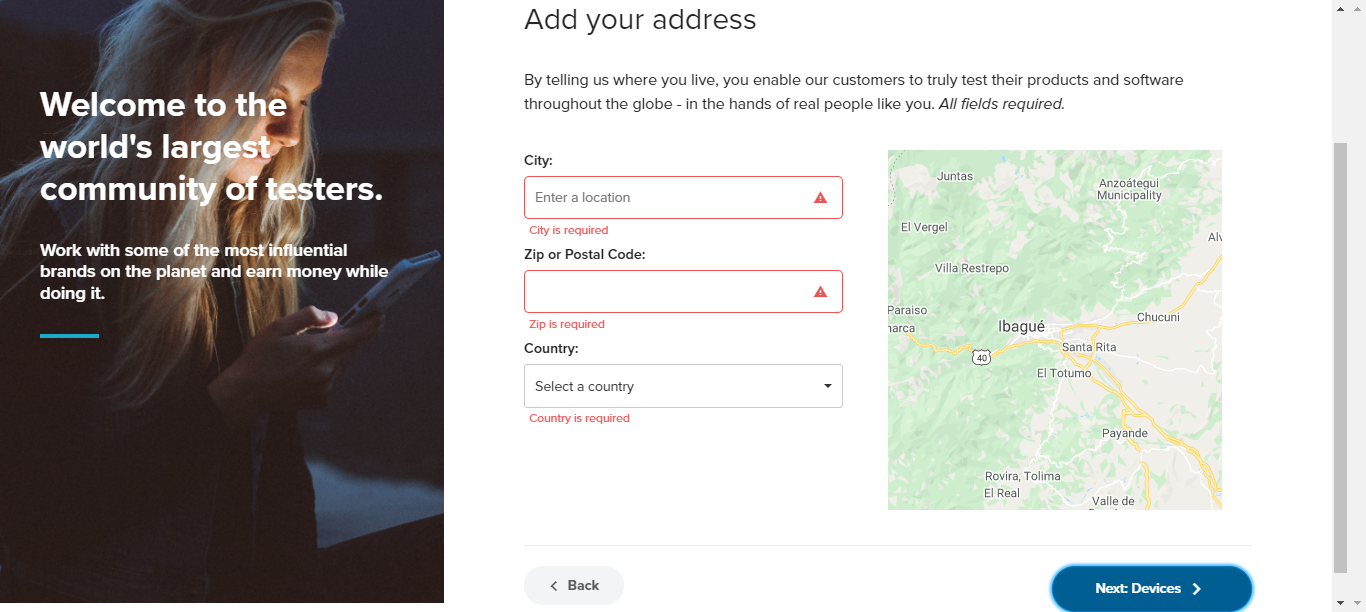 Welcome to the
world's largest
community of testers.
Work with some of the most influential
brands on the planet and earn money while
doing it.
Add your address
By telling us where you live, you enable our customers to truly test their products and software
throughout the globe - in the hands of real people like you. All fields required.
City:
Enter a location
City is required
Zip or Postal Code:
Zip is required
Country:
Select a country
Country is required
Juntas
Anzoátegui
Municipality
El Vergel
Villa Restrepo
Paraiso
Chucuni
Ibagué
Santa Rita
40
El Totumo
Payande
Rovira, Tolima
El Real
Valle de
Back
Next: Devices